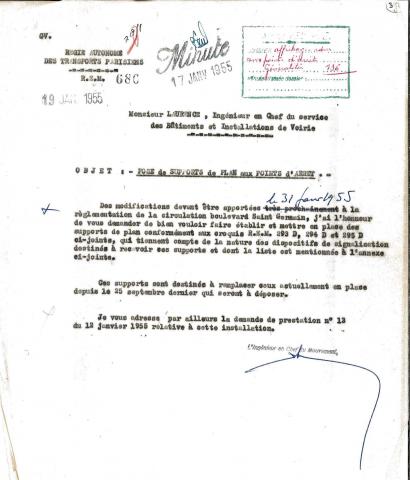 GV.
REGIE AUTONOME
DES TRANSPORTS PARISIENS
R.E.M. 680
19 JAN 1955
Minute
17 JANV 1955
affichage
136
Monsieur LAURENCE, Ingénieur en Chef du service
des Bâtiments et Installations de Voirie
OBJET : - POSE de SUPPORTS de PLAN aux POINTS d'ARRET . -
le 31 janv 1955
Des modifications devant être apportées très prochainement à la
règlementation de la circulation boulevard Saint Germain, j'ai l'honneur
de vous demander de bien vouloir faire établir et mettre en place des
supports de plan conformément aux croquis R.E.M. 293 D, 294 D et 295 D
ci-joints, qui tiennent compte de la nature des dispositifs de signalisation
destinés à recevoir ces supports et dont la liste est mentionnée à l'annexe
ci-jointe.
Ces supports sont destinés à remplacer ceux actuellement en place
depuis le 25 septembre dernier qui seront à déposer.
Je vous adresse par ailleurs la demande de prestation n° 13
du 12 janvier 1955 relative à cette installation.
L'Ingénieur en Chef du Mouvement,